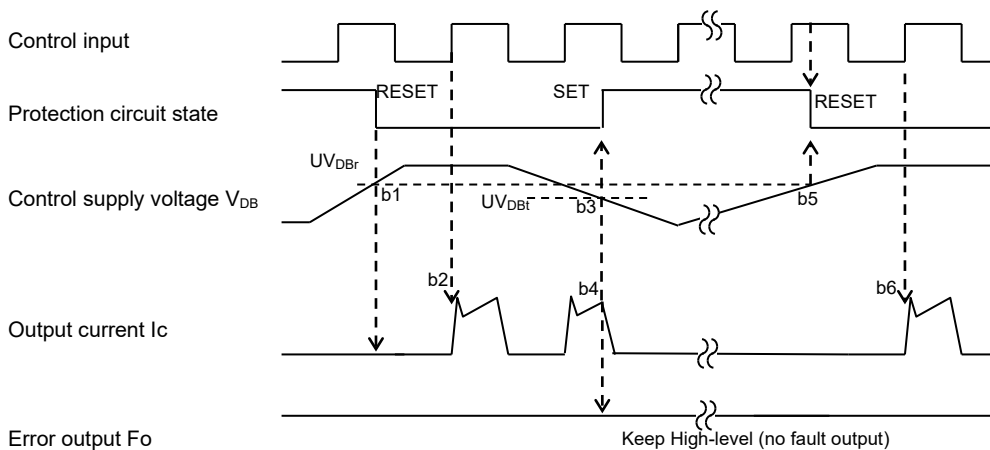 Control input
RESET
SET
RESET
Protection circuit state
UVDBr
b1
Control supply voltage VDB
UVDBt
b3
b5
b2
b4
b6
Output current Ic
Error output Fo
Keep High-level (no fault output)